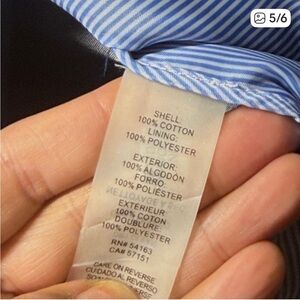 5/6
SHELL:
100% COTTON
LINING:
100% POLYESTER
EXTERIOR:
100% ALGODÓN
FORRO:
100% POLIÉSTER
EXTÉRIEUR
100% COTON
DOUBLURE:
100% POLYESTER
RN# 54163
CA# 57151
CARE ON REVERSE
CUIDADO AL REVERSO